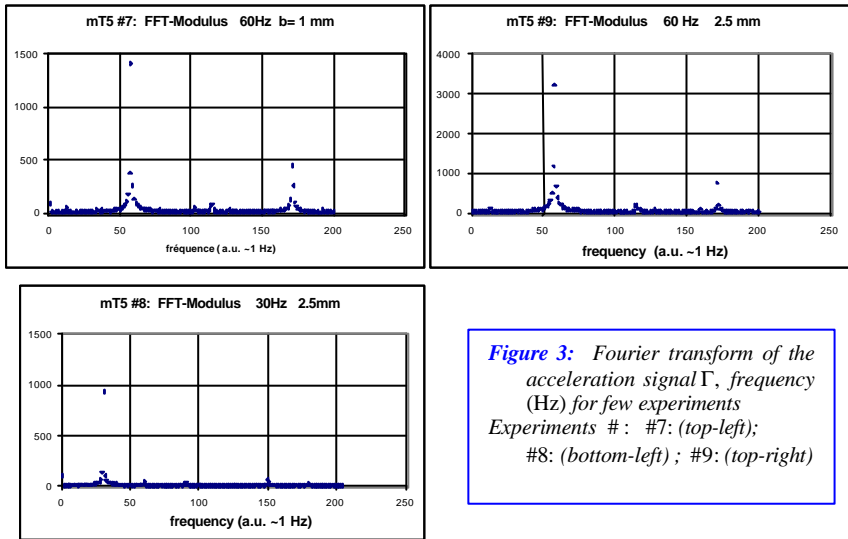 mT5 #7: FFT-Modulus 60Hz b= 1 mm
1500
1000
500
0
0 50 100 150 200 250
fréquence ( a.u. ~1 Hz)
mT5 #9: FFT-Modulus 60 Hz 2.5 mm
4000
3000
2000
1000
0
0 50 100 150 200 250
frequency (a.u. ~1 Hz)
mT5 #8: FFT-Modulus 30Hz 2.5mm
1500
1000
500
0
0 50 100 150 200 250
frequency (a.u. ~1 Hz)
Figure 3: Fourier transform of the
acceleration signal Γ, frequency
(Hz) for few experiments
Experiments # : #7: (top-left);
#8: (bottom-left) ; #9: (top-right)